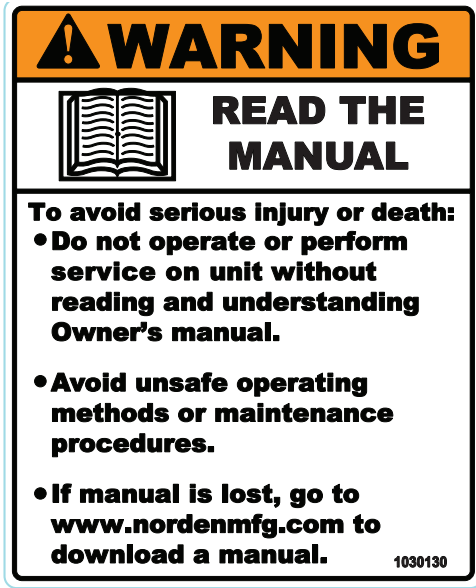 WARNING
READ THE
MANUAL
To avoid serious injury or death:
•Do not operate or perform
service on unit without
reading and understanding
Owner's manual.
•Avoid unsafe operating
methods or maintenance
procedures.
•If manual is lost, go to
www.nordenmfg.com to
download a manual.
1030130